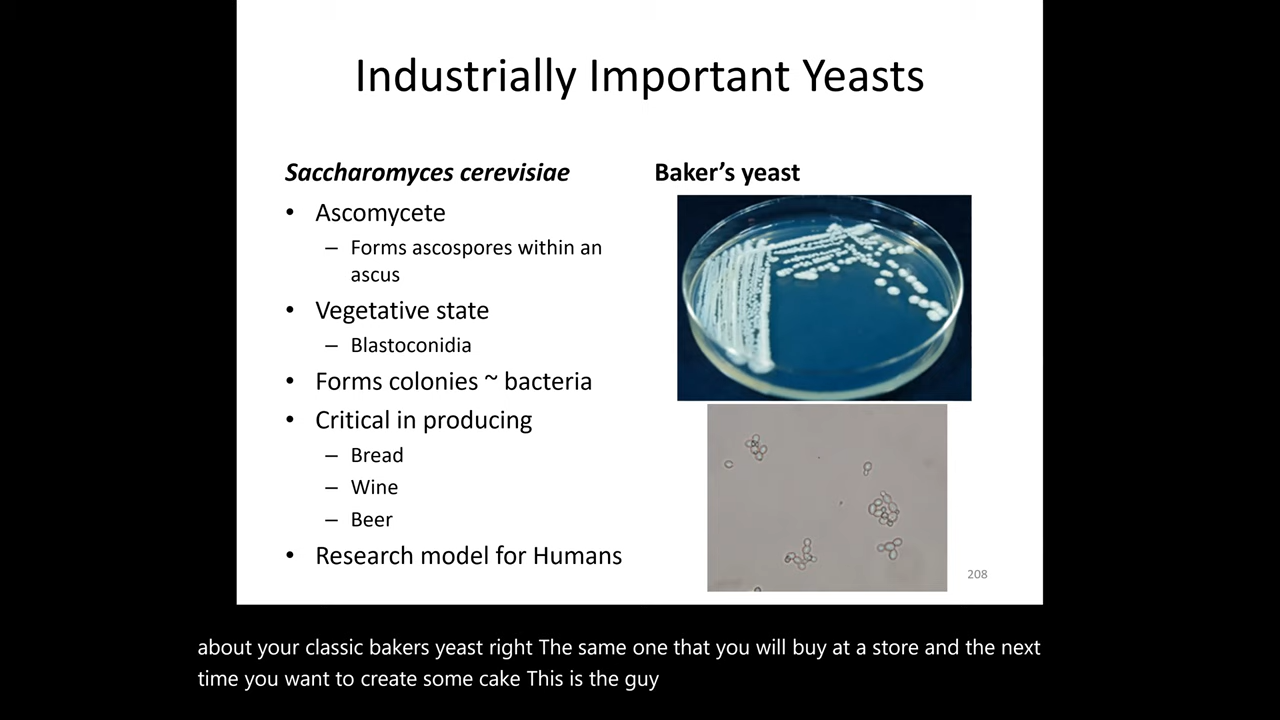 Industrially Important Yeasts
Saccharomyces cerevisiae
• Ascomycete
– Forms ascospores within an
ascus
• Vegetative state
– Blastoconidia
• Forms colonies ~ bacteria
• Critical in producing
– Bread
– Wine
– Beer
• Research model for Humans
Baker’s yeast
208
about your classic bakers yeast right The same one that you will buy at a store and the next
time you want to create some cake This is the guy